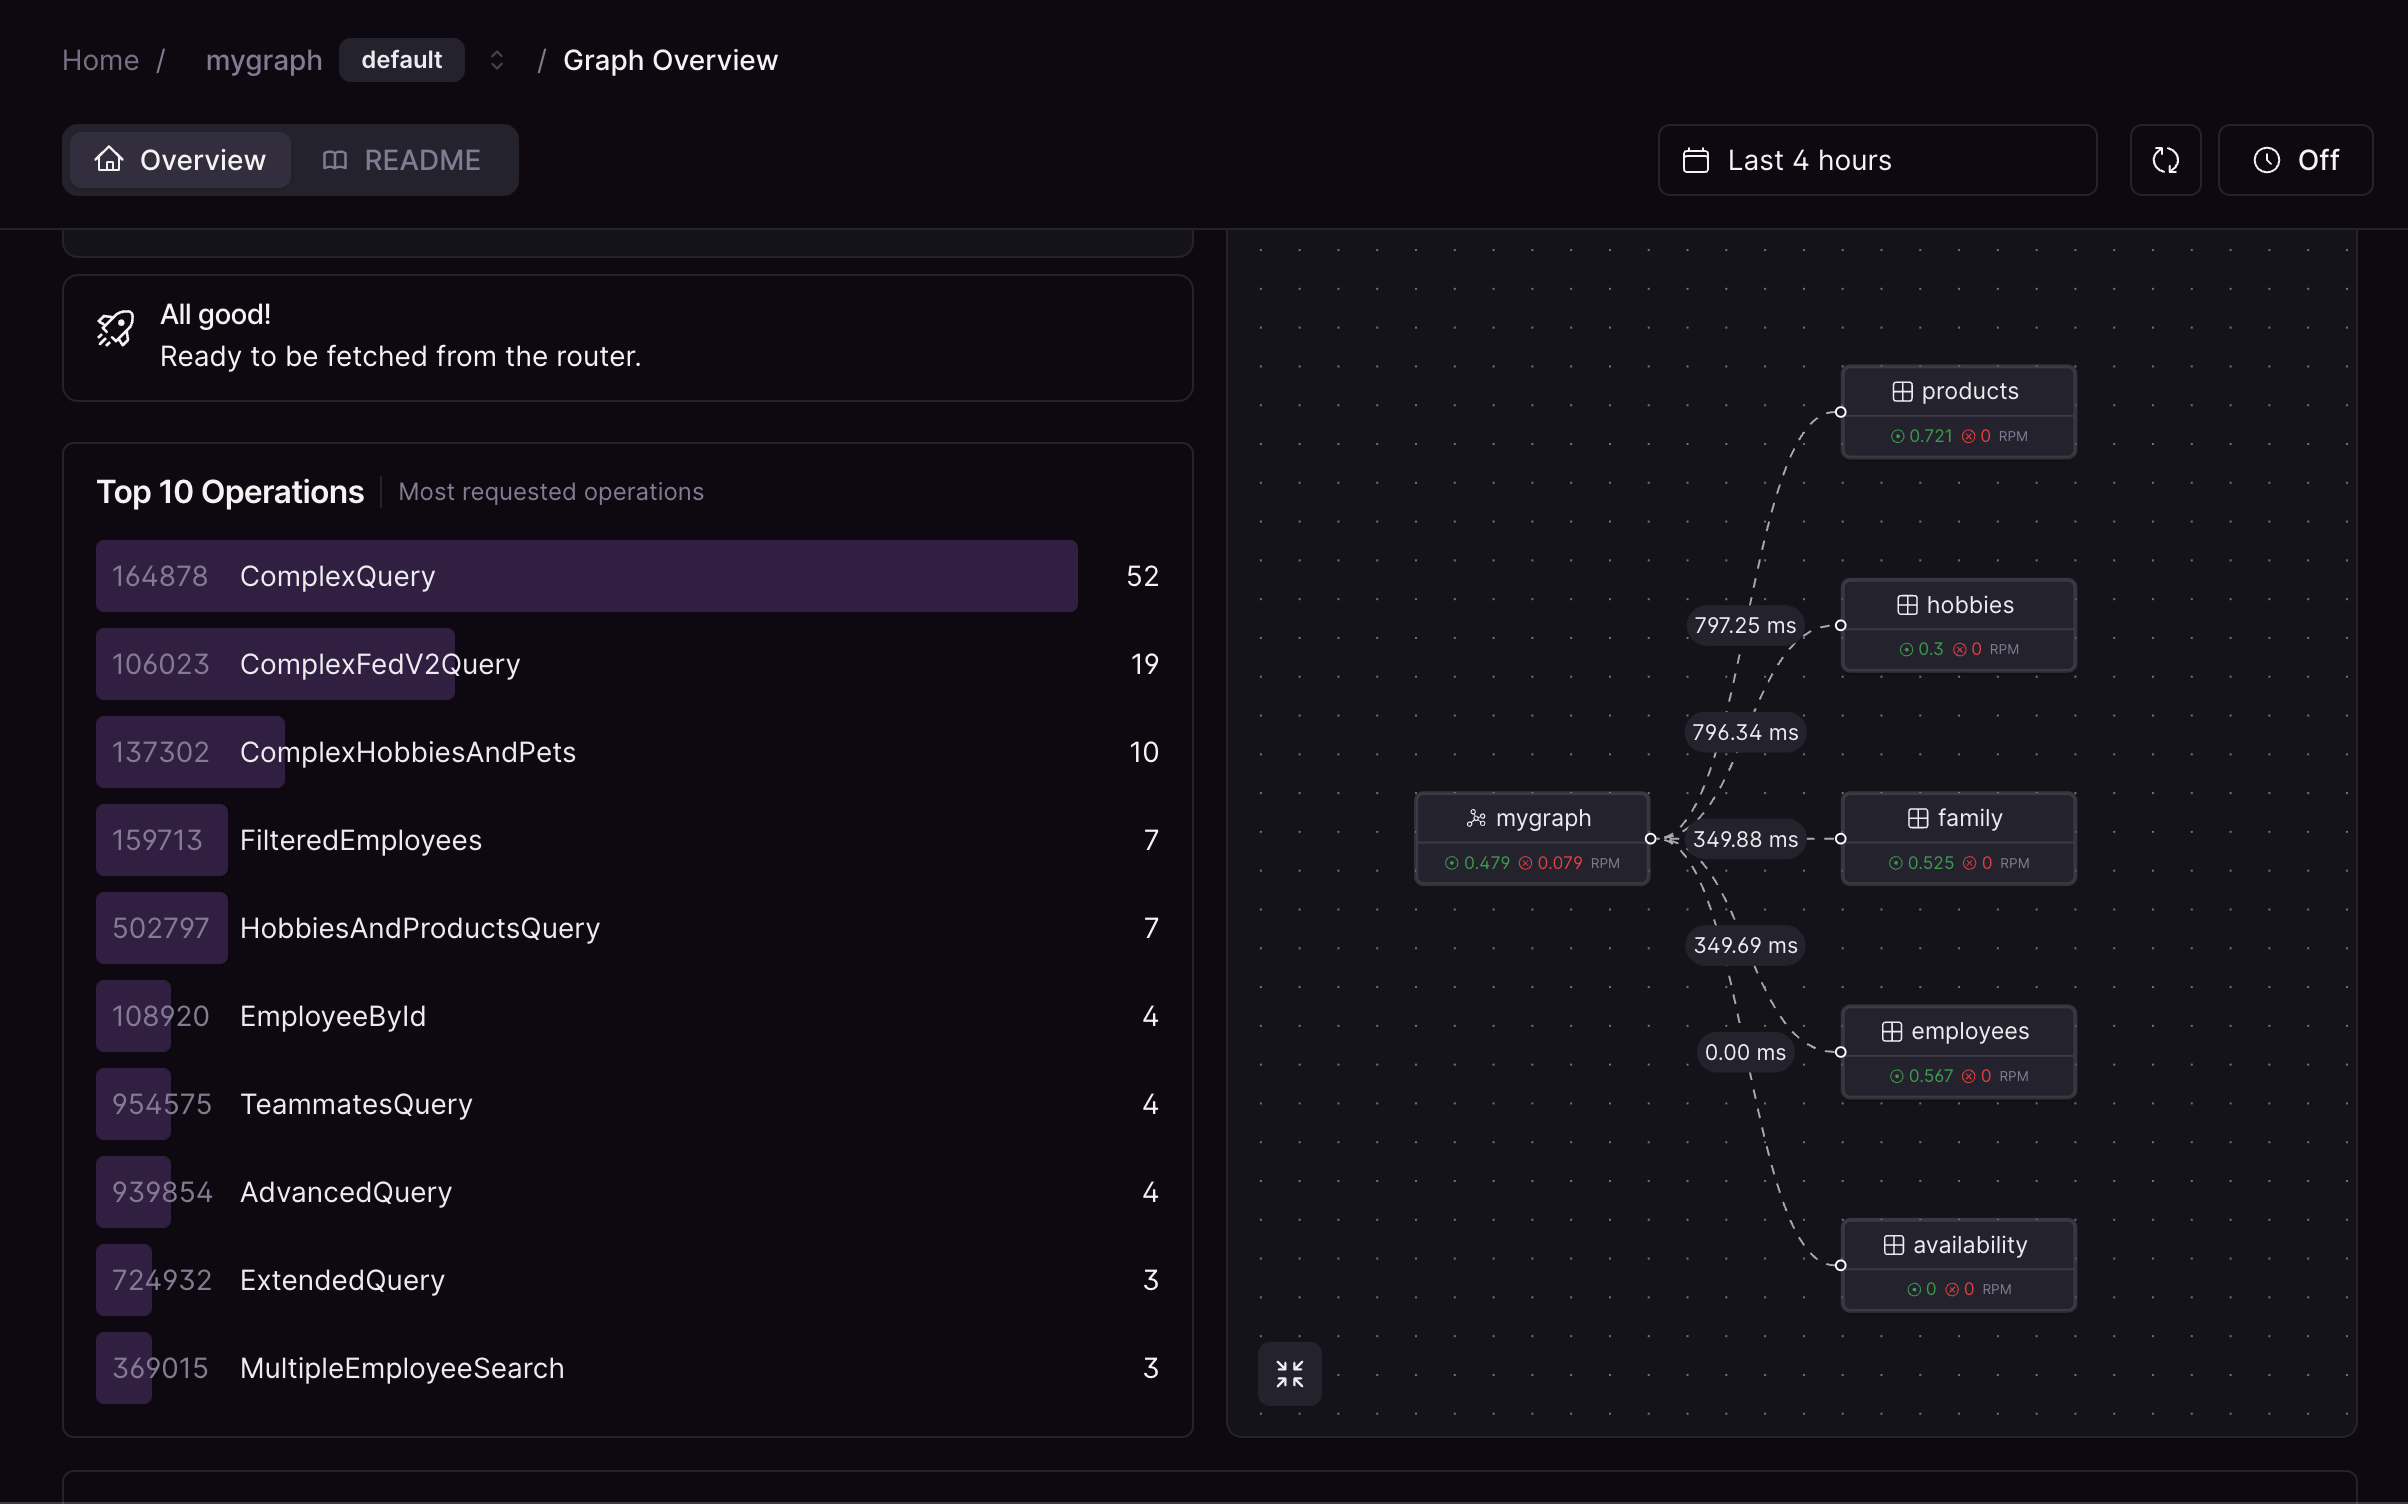 Home / mygraph default / Graph Overview
Overview README
Last 4 hours Off
All good!
Ready to be fetched from the router.
Top 10 Operations Most requested operations
164878 ComplexQuery 52
106023 ComplexFedV2Query 19
137302 ComplexHobbiesAndPets 10
159713 FilteredEmployees 7
502797 HobbiesAndProductsQuery 7
108920 EmployeeById 4
954575 TeammatesQuery 4
939854 AdvancedQuery 4
724932 ExtendedQuery 3
369015 MultipleEmployeeSearch 3
products
0.721 0 RPM
797.25 ms
hobbies
0.3 0 RPM
796.34 ms
mygraph
0.479 0.079 RPM
349.88 ms
family
0.525 0 RPM
349.69 ms
employees
0.567 0 RPM
0.00 ms
availability
0 0 RPM